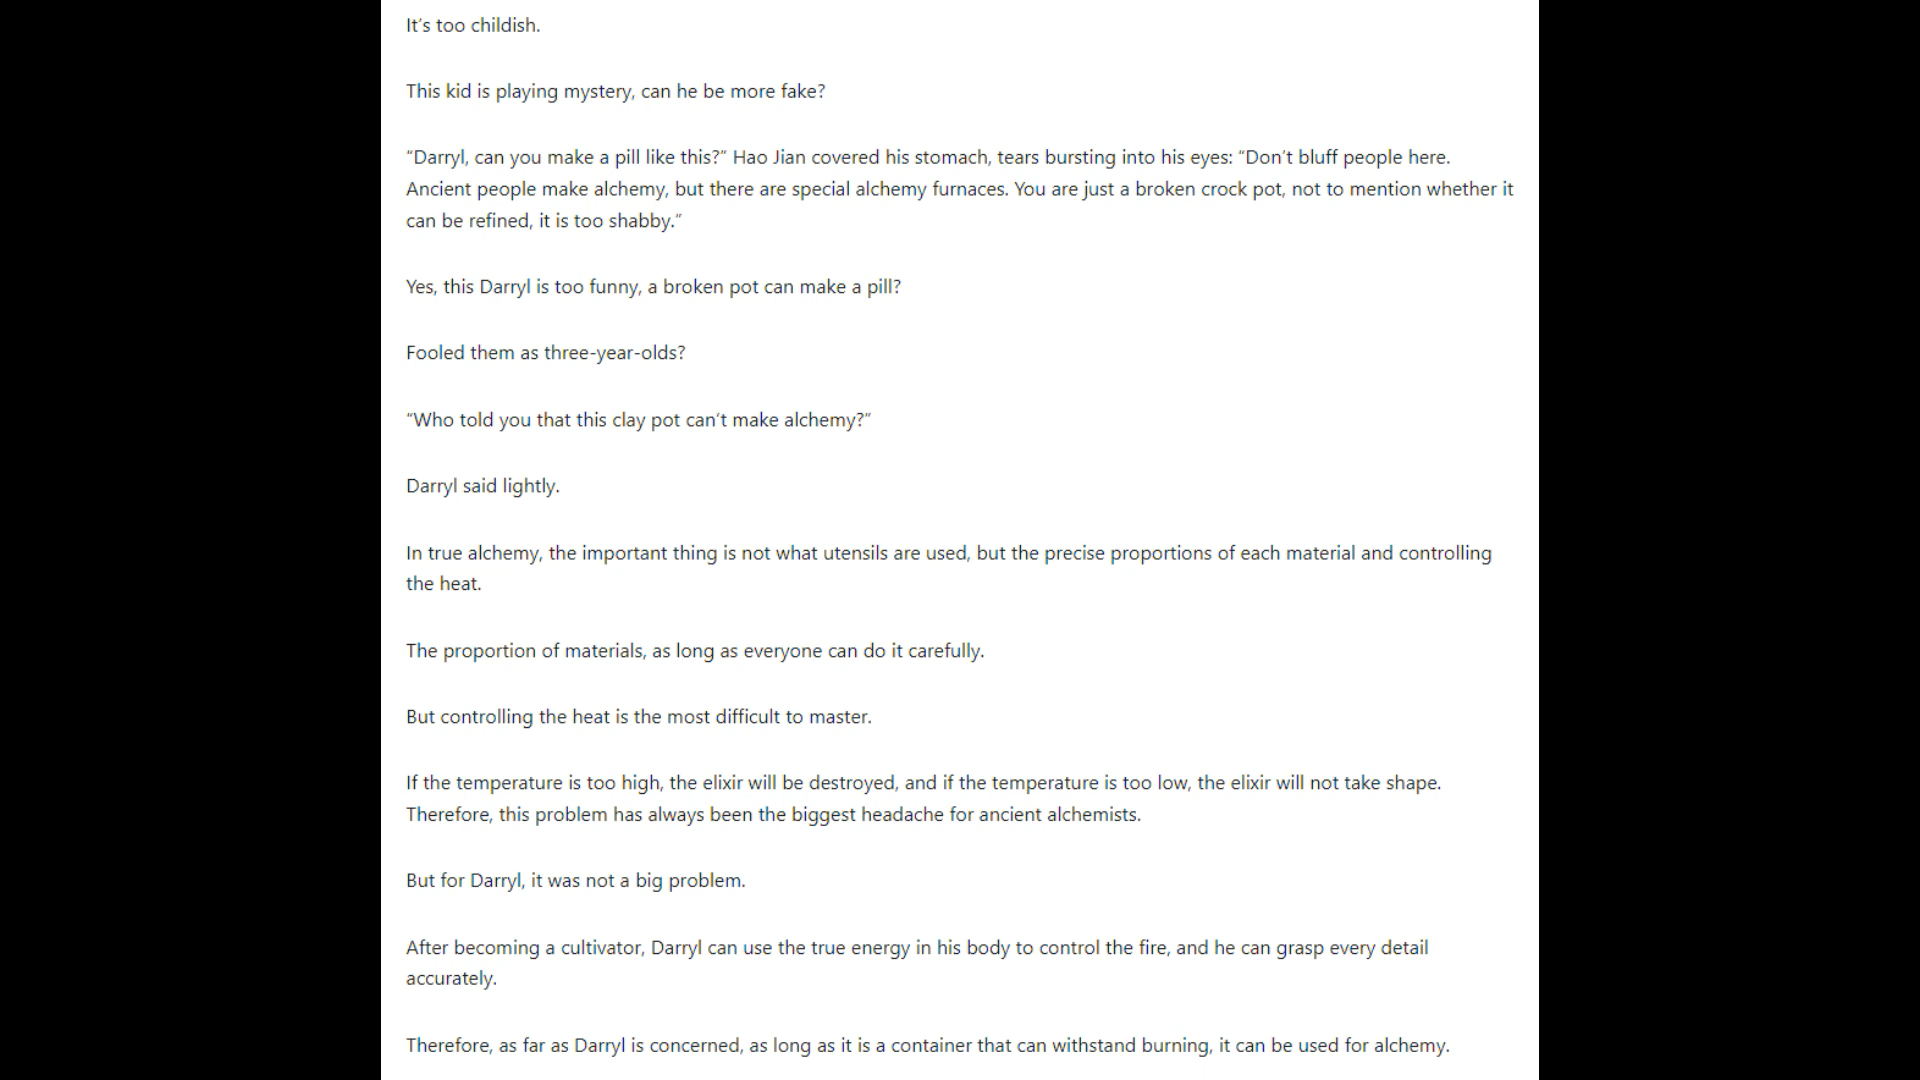 It's too childish.
This kid is playing mystery, can he be more fake?
“Darryl, can you make a pill like this?” Hao Jian covered his stomach, tears bursting into his eyes: “Don't bluff people here.
Ancient people make alchemy, but there are special alchemy furnaces. You are just a broken crock pot, not to mention whether it
can be refined, it is too shabby.”
Yes, this Darryl is too funny, a broken pot can make a pill?
Fooled them as three-year-olds?
“Who told you that this clay pot can't make alchemy?”
Darryl said lightly.
In true alchemy, the important thing is not what utensils are used, but the precise proportions of each material and controlling
the heat.
The proportion of materials, as long as everyone can do it carefully.
But controlling the heat is the most difficult to master.
If the temperature is too high, the elixir will be destroyed, and if the temperature is too low, the elixir will not take shape.
Therefore, this problem has always been the biggest headache for ancient alchemists.
But for Darryl, it was not a big problem.
After becoming a cultivator, Darryl can use the true energy in his body to control the fire, and he can grasp every detail
accurately.
Therefore, as far as Darryl is concerned, as long as it is a container that can withstand burning, it can be used for alchemy.